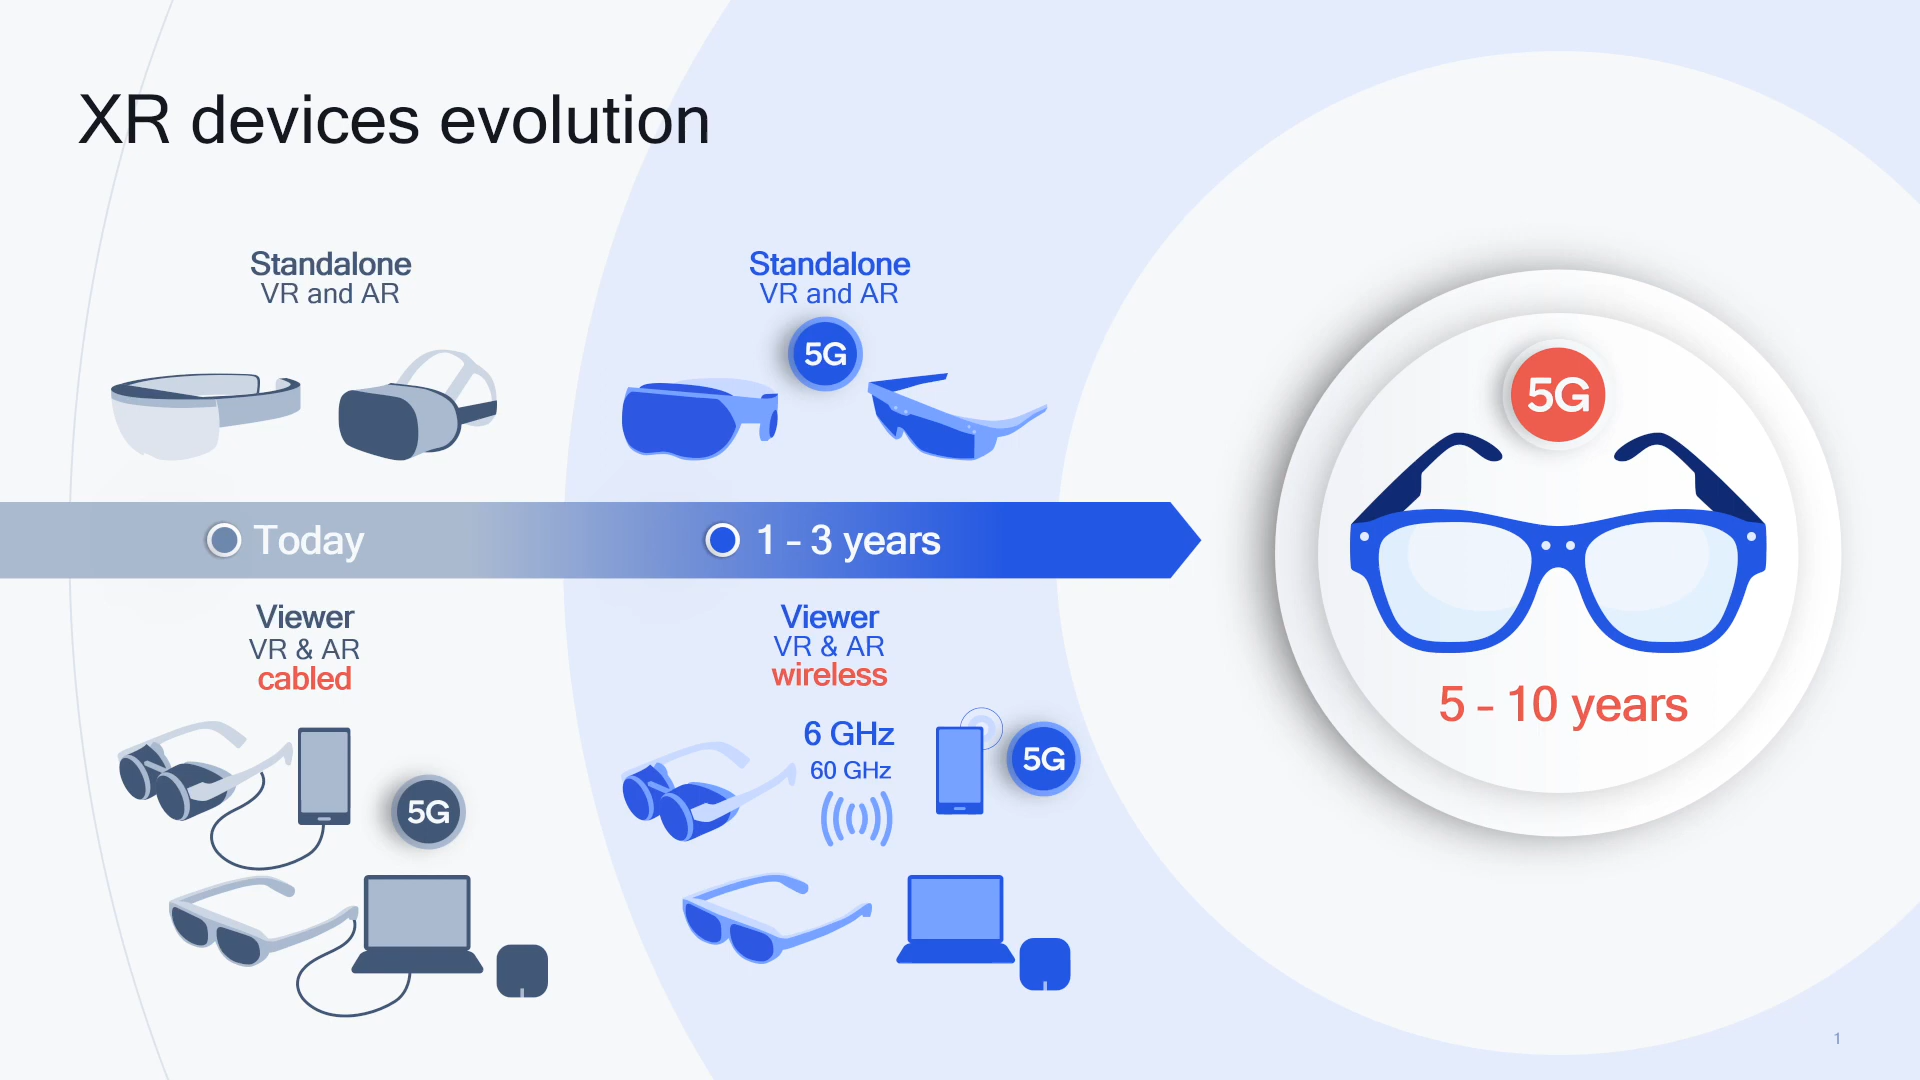 XR devices evolution
Standalone
VR and AR
Standalone
VR and AR
5G
5G
Today
1 - 3 years
Viewer
VR & AR
cabled
5G
Viewer
VR & AR
wireless
6 GHz
60 GHz
5G
5 - 10 years
1